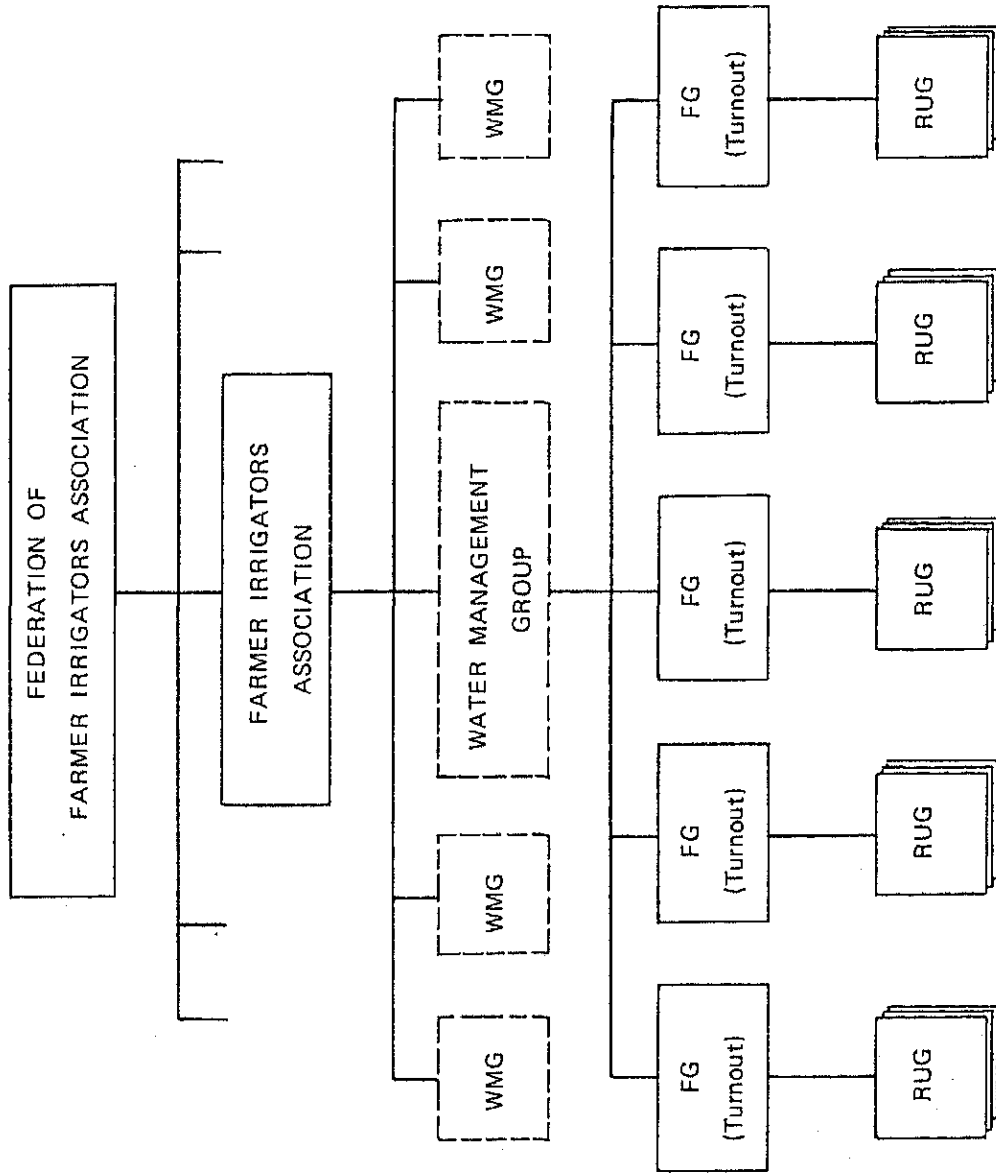 FEDERATION OF
FARMER IRRIGATORS ASSOCIATION
FARMER IRRIGATORS
ASSOCIATION
WMG
WMG
WATER MANAGEMENT
GROUP
WMG
WMG
FG
(Turnout)
FG
(Turnout)
FG
(Turnout)
FG
(Turnout)
FG
(Turnout)
RUG
RUG
RUG
RUG
RUG